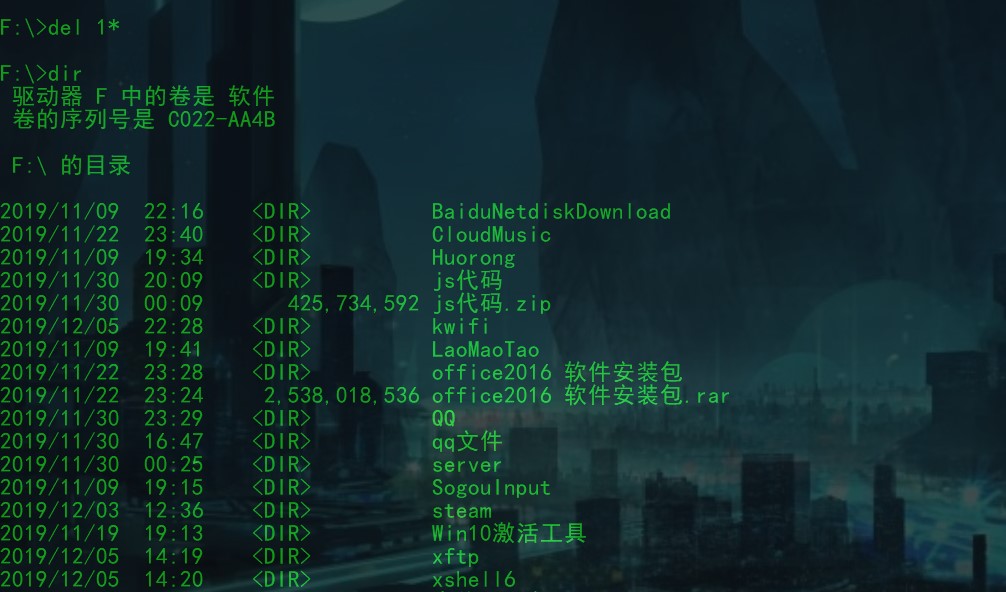 F:\>del 1*
F:\>dir
驱动器 F 中的卷是 软件
卷的序列号是 C022-AA4B
F:\ 的目录
2019/11/09  22:16    <DIR>          BaiduNetdiskDownload
2019/11/22  23:40    <DIR>          CloudMusic
2019/11/09  19:34    <DIR>          Huorong
2019/11/30  20:09    <DIR>          js代码
2019/11/30  00:09       425,734,592 js代码.zip
2019/12/05  22:28    <DIR>          kwifi
2019/11/09  19:41    <DIR>          LaoMaoTao
2019/11/22  23:28    <DIR>          office2016 软件安装包
2019/11/22  23:24     2,538,018,536 office2016 软件安装包.rar
2019/11/30  23:29    <DIR>          QQ
2019/11/30  16:47    <DIR>          qq文件
2019/11/30  00:25    <DIR>          server
2019/11/09  19:15    <DIR>          SogouInput
2019/12/03  12:36    <DIR>          steam
2019/11/19  19:13    <DIR>          Win10激活工具
2019/12/05  14:19    <DIR>          xftp
2019/12/05  14:20    <DIR>          xshell6